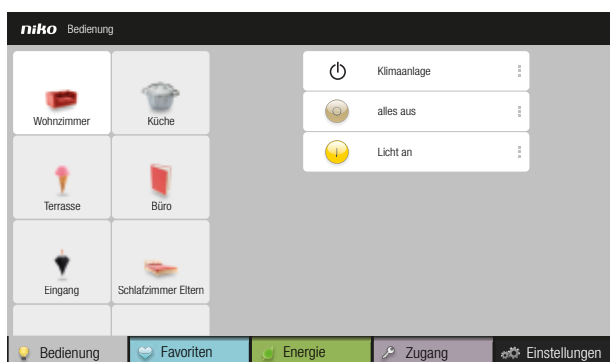 niko Bedienung
Wohnzimmer
Küche
Terrasse
Büro
Eingang
Schlafzimmer Eltern
Klimaanlage
alles aus
Licht an
Bedienung
Favoriten
Energie
Zugang
Einstellungen